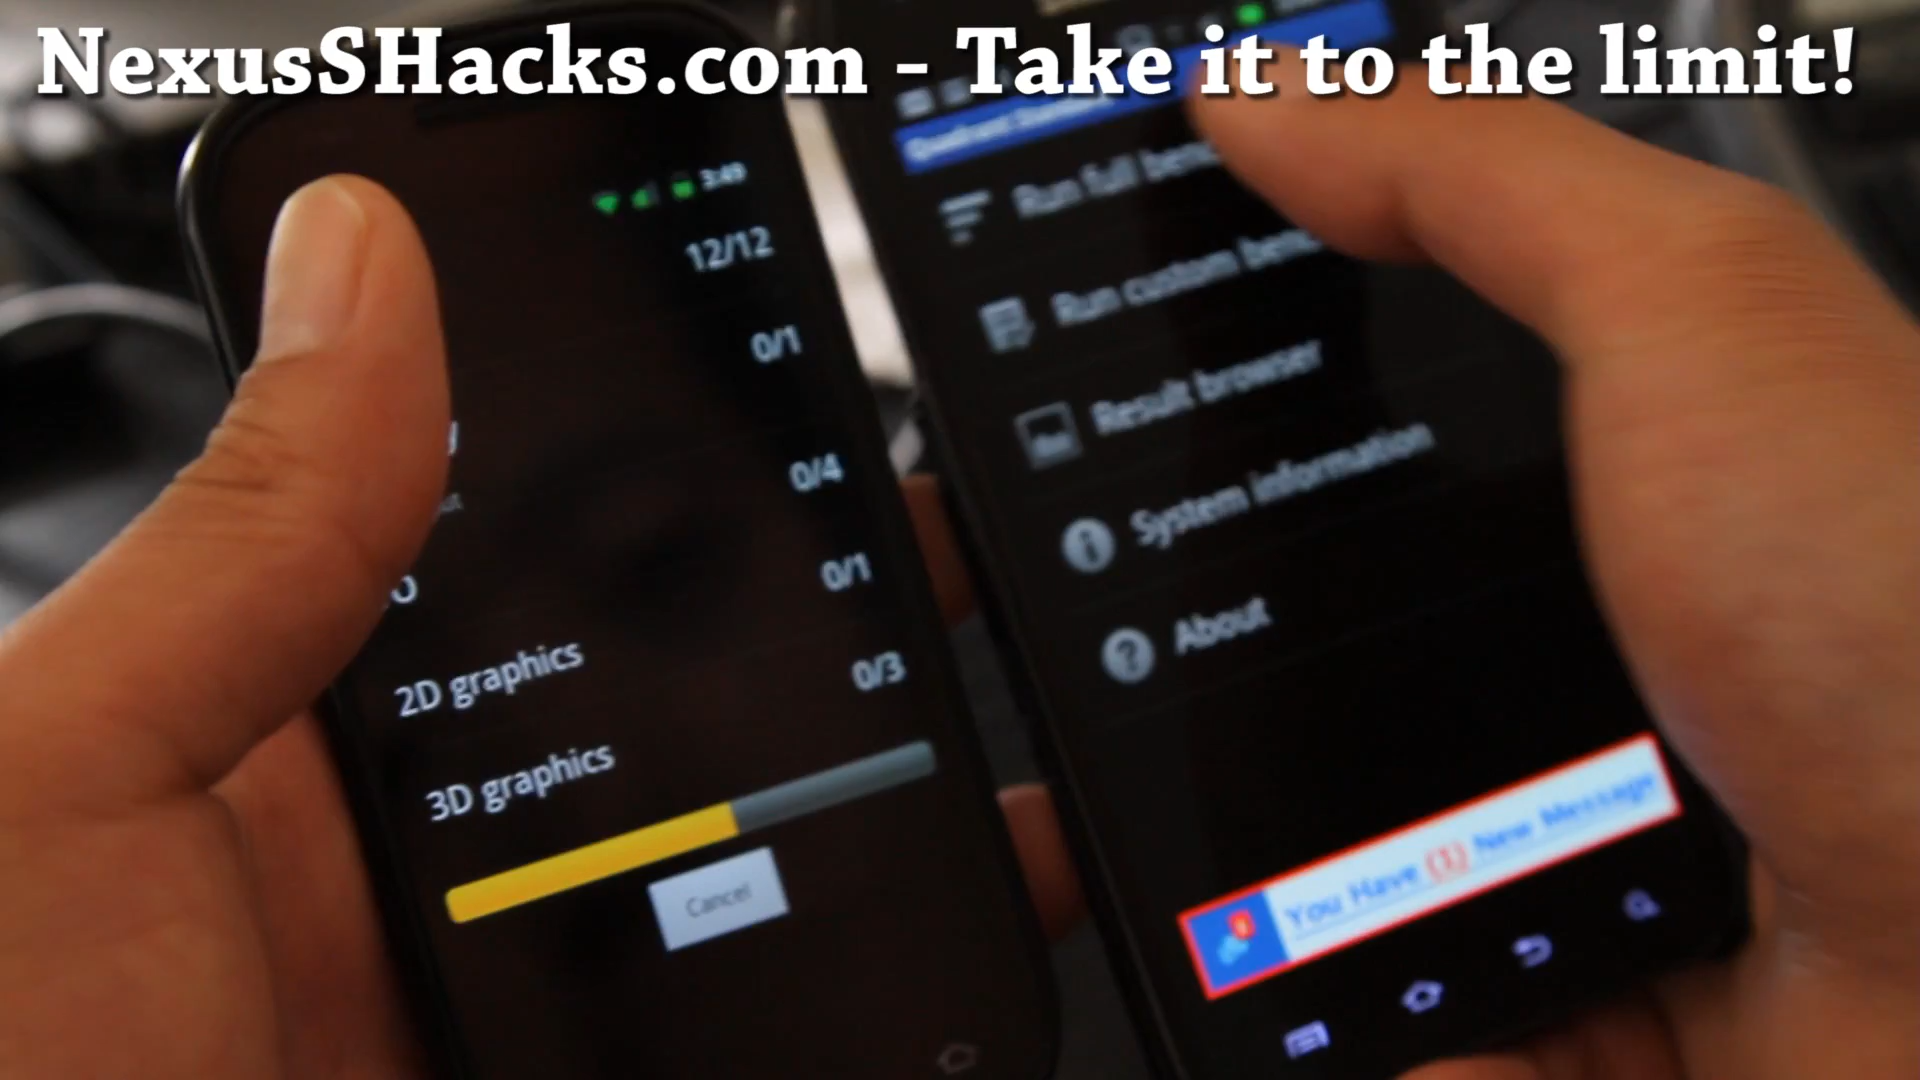 NexusSHacks.com - Take it to the limit!
3:49
12/12
0/1
0/4
0/1
2D graphics
0/3
3D graphics
Cancel
Run full
Run custom
Result browser
System information
About
You Have (1) New Message